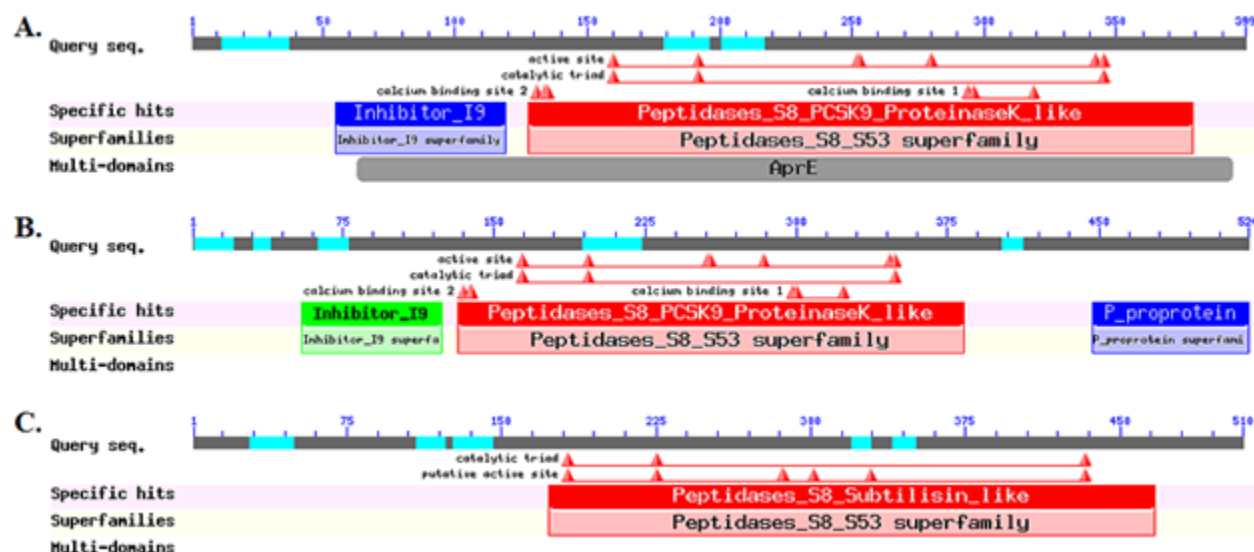 A.
1 50 100 150 200 250 300 350 399
Query seq.
active site
catalytic triad
calcium binding site 2 calcium binding site 1
Specific hits Inhibitor_I9 Peptidases_S8_PCSK9_ProteinaseK_like
Superfamilies Inhibitor_I9 superfamily Peptidases_S8_S53 superfamily
Multi-domains AprE
B.
1 75 150 225 300 375 450
Query seq.
active site
catalytic triad
calcium binding site 2 calcium binding site 1
Specific hits Inhibitor_I9 Peptidases_S8_PCSK9_ProteinaseK_like P_proprotein
Superfamilies Inhibitor_I9 superfa Peptidases_S8_S53 superfamily P_proprotein superfami
Multi-domains
C.
1 75 150 225 300 375 450 510
Query seq.
catalytic triad
putative active site
Specific hits Peptidases_S8_Subtilisin_like
Superfamilies Peptidases_S8_S53 superfamily
Multi-domains